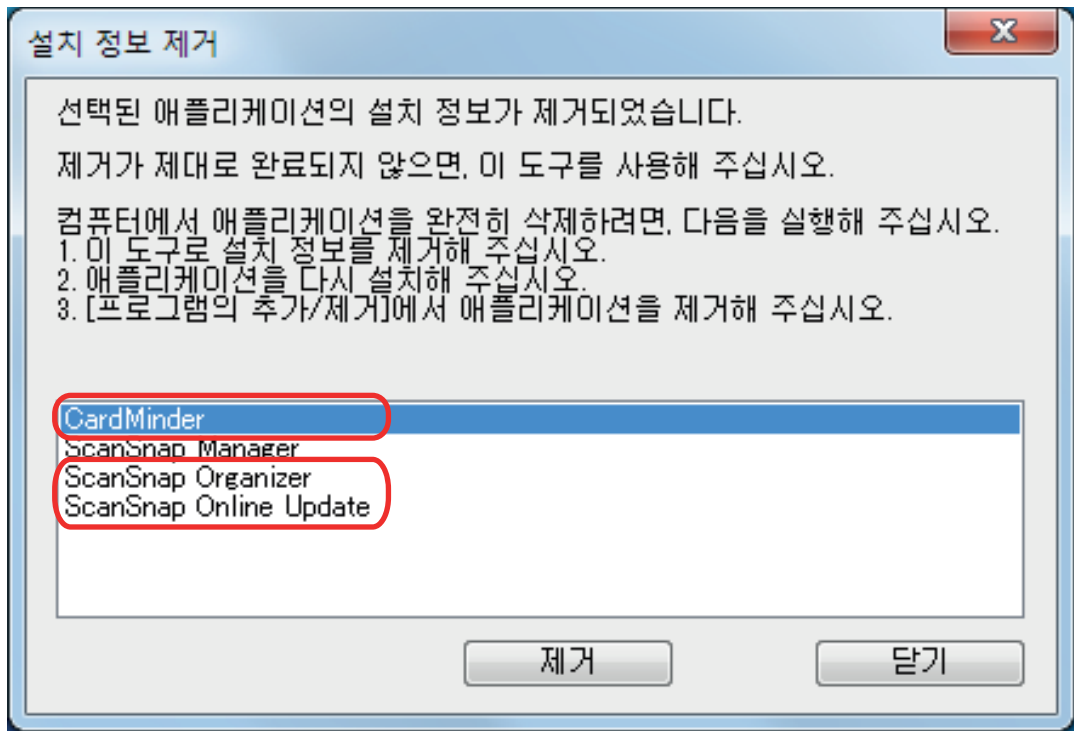 설치 정보 제거
선택된 애플리케이션의 설치 정보가 제거되었습니다.
제거가 제대로 완료되지 않으면, 이 도구를 사용해 주십시오.
컴퓨터에서 애플리케이션을 완전히 삭제하려면, 다음을 실행해 주십시오.
1. 이 도구로 설치 정보를 제거해 주십시오.
2. 애플리케이션을 다시 설치해 주십시오.
3. [프로그램의 추가/제거]에서 애플리케이션을 제거해 주십시오.
CardMinder
ScanSnap Manager
ScanSnap Organizer
ScanSnap Online Update
제거 닫기